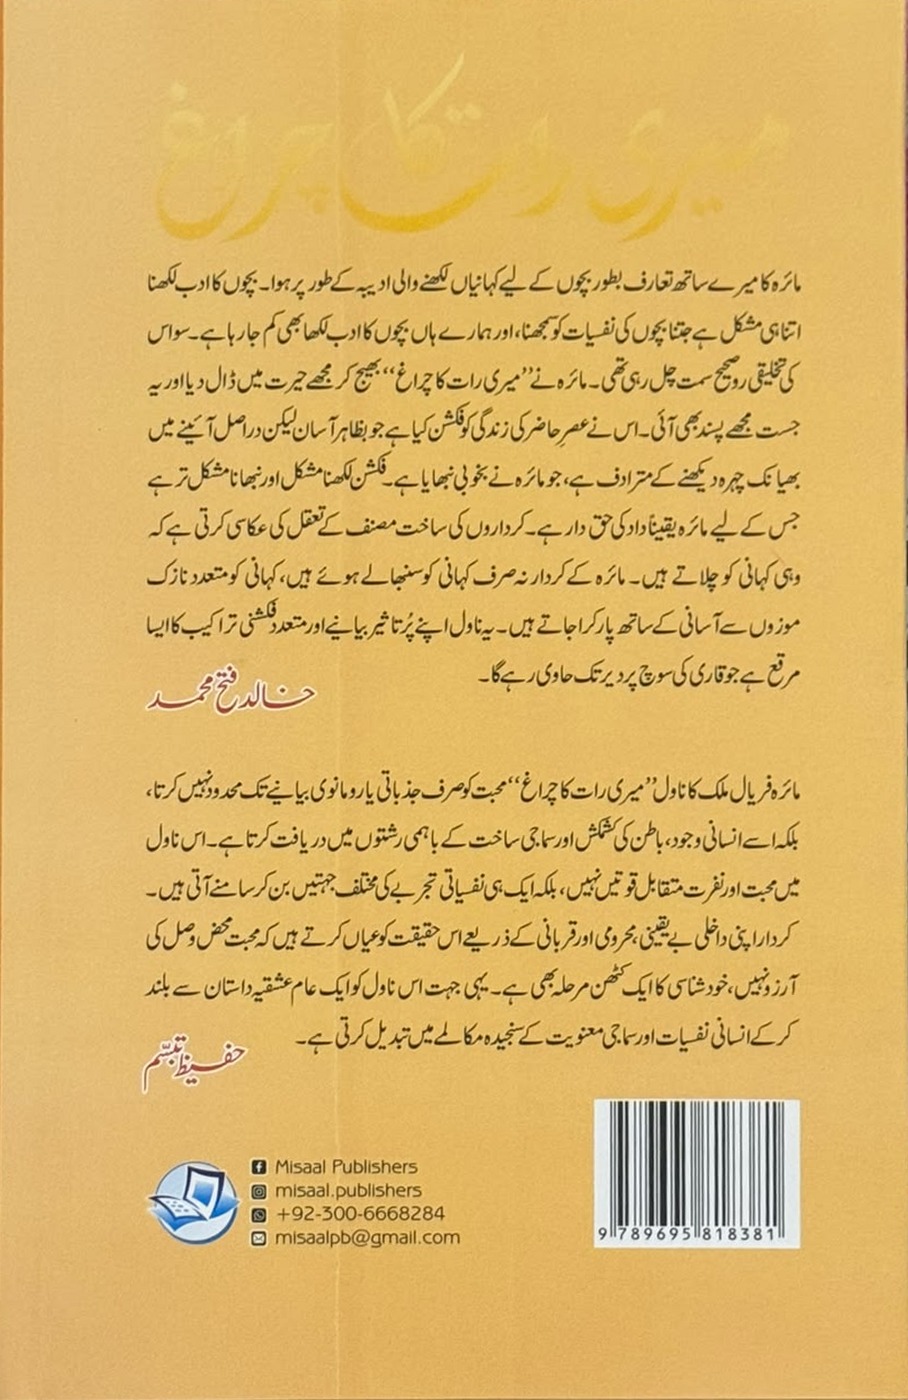 میری رات کا چراغ
مائرہ کا میرے ساتھ تعارف بطور بچوں کے لیے کہانیاں لکھنے والی ادیبہ کے طور پر ہوا۔ بچوں کا ادب لکھنا
اتنا ہی مشکل ہے جتنا بچوں کی نفسیات کو سمجھنا، اور ہمارے ہاں بچوں کا ادب لکھا بھی کم جا رہا ہے۔ سو اس
کی تخلیقی رو صحیح سمت چل رہی تھی۔ مائرہ نے ”میری رات کا چراغ“ بھیج کر مجھے حیرت میں ڈال دیا اور یہ
جست مجھے پسند بھی آئی۔ اس نے عصرِ حاضر کی زندگی کو فکشن کیا ہے جو بظاہر آسان لیکن دراصل آئینے میں
بھیانک چہرہ دیکھنے کے مترادف ہے، جو مائرہ نے بخوبی نبھایا ہے۔ فکشن لکھنا مشکل اور نبھانا مشکل تر ہے
جس کے لیے مائرہ یقیناً داد کی حق دار ہے۔ کرداروں کی ساخت مصنف کے تعقل کی عکاسی کرتی ہے کہ
وہی کہانی کو چلاتے ہیں۔ مائرہ کے کردار نہ صرف کہانی کو سنبھالے ہوئے ہیں، کہانی کو متعدد نازک
موزوں سے آسانی کے ساتھ پار کرا جاتے ہیں۔ یہ ناول اپنے پُرتاثیر بیانیے اور متعدد فکشنی تراکیب کا ایسا
مرقع ہے جو قاری کی سوچ پر دیر تک حاوی رہے گا۔
خالد فتح محمد
مائرہ فریال ملک کا ناول ”میری رات کا چراغ“ محبت کو صرف جذباتی یا رومانوی بیانیے تک محدود نہیں کرتا،
بلکہ اسے انسانی وجود، باطن کی کشمکش اور سماجی ساخت کے باہمی رشتوں میں دریافت کرتا ہے۔ اس ناول
میں محبت اور نفرت متقابل قوتیں نہیں، بلکہ ایک ہی نفسیاتی تجربے کی مختلف جہتیں بن کر سامنے آتی ہیں۔
کردار اپنی داخلی بے یقینی، محرومی اور قربانی کے ذریعے اس حقیقت کو عیاں کرتے ہیں کہ محبت محض وصل کی
آرزو نہیں، خود شناسی کا ایک کٹھن مرحلہ بھی ہے۔ یہی جہت اس ناول کو ایک عام عشقیہ داستان سے بلند
کر کے انسانی نفسیات اور سماجی معنویت کے سنجیدہ مکالمے میں تبدیل کرتی ہے۔
حفیظ تبسّم
Misaal Publishers
misaal.publishers
+92-300-6668284
misaalpb@gmail.com
9 789695 818381